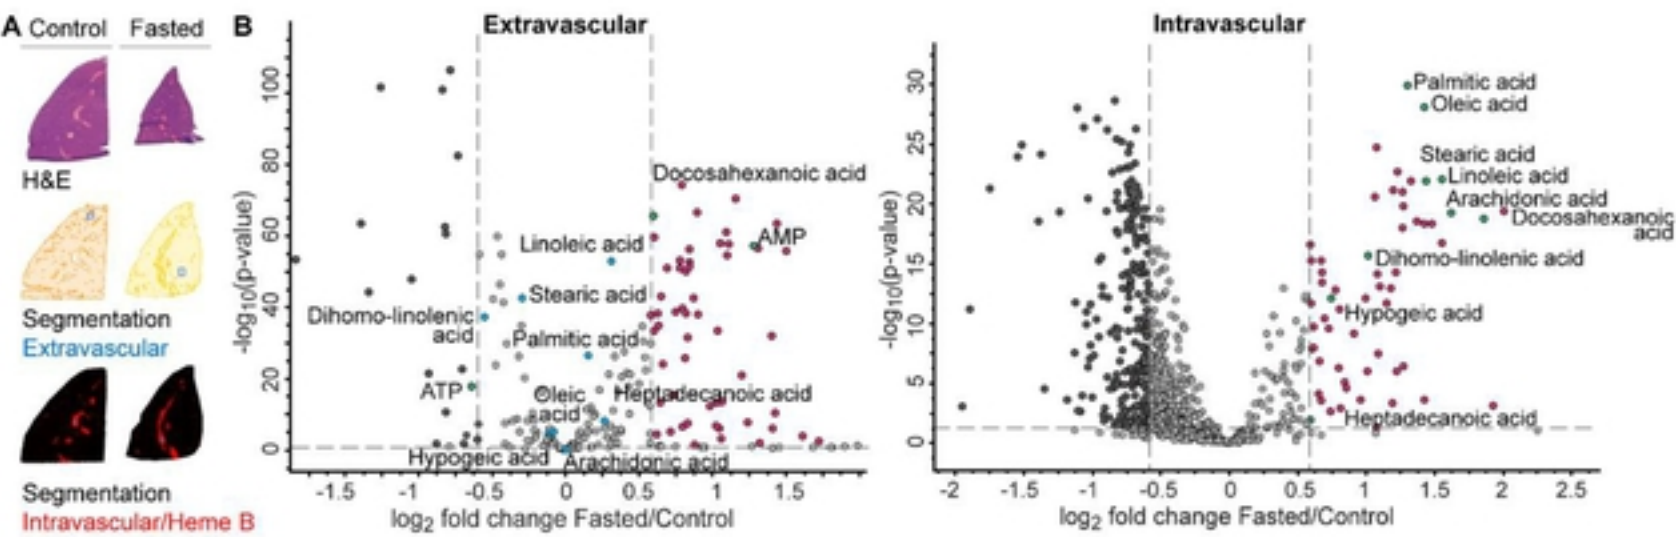 A Control Fasted
H&E
Segmentation
Extravascular
Segmentation
Intravascular/Heme B
B
Extravascular
-log10(p-value)
100
80
60
40
20
0
Docosahexanoic acid
AMP
Linoleic acid
Stearic acid
Dihomo-linolenic
acid
Palmitic acid
ATP
Oleic
acid
Heptadecanoic acid
Hypogeic acid
Arachidonic acid
-1.5 -1 -0.5 0 0.5 1 1.5
log2 fold change Fasted/Control
Intravascular
-log10(p-value)
30
25
20
15
10
5
0
Palmitic acid
Oleic acid
Stearic acid
Linoleic acid
Arachidonic acid
Docosahexanoic
acid
Dihomo-linolenic acid
Hypogeic acid
Heptadecanoic acid
-2 -1.5 -1 -0.5 0 0.5 1 1.5 2 2.5
log2 fold change Fasted/Control